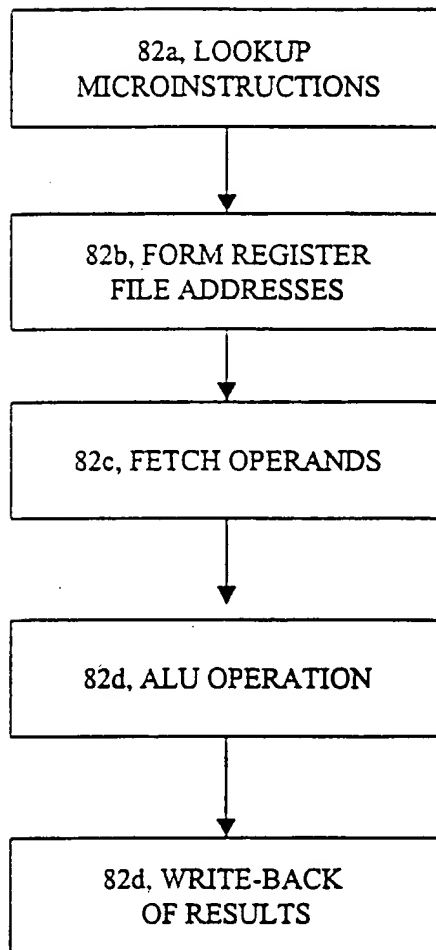 82a, LOOKUP
MICROINSTRUCTIONS
82b, FORM REGISTER
FILE ADDRESSES
82c, FETCH OPERANDS
82d, ALU OPERATION
82d, WRITE-BACK
OF RESULTS